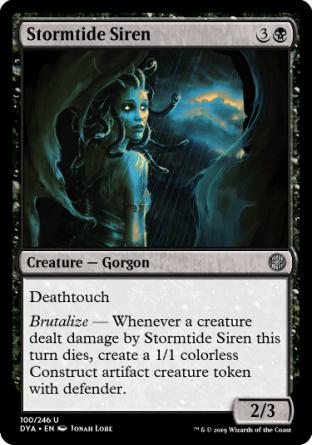 Stormtide Siren 3
Creature — Gorgon
Deathtouch
Brutalize — Whenever a creature
dealt damage by Stormtide Siren this
turn dies, create a 1/1 colorless
Construct artifact creature token
with defender.
2/3
100/246 U
DYA • EN Jonah Lobe
™ & © 2019 Wizards of the Coast